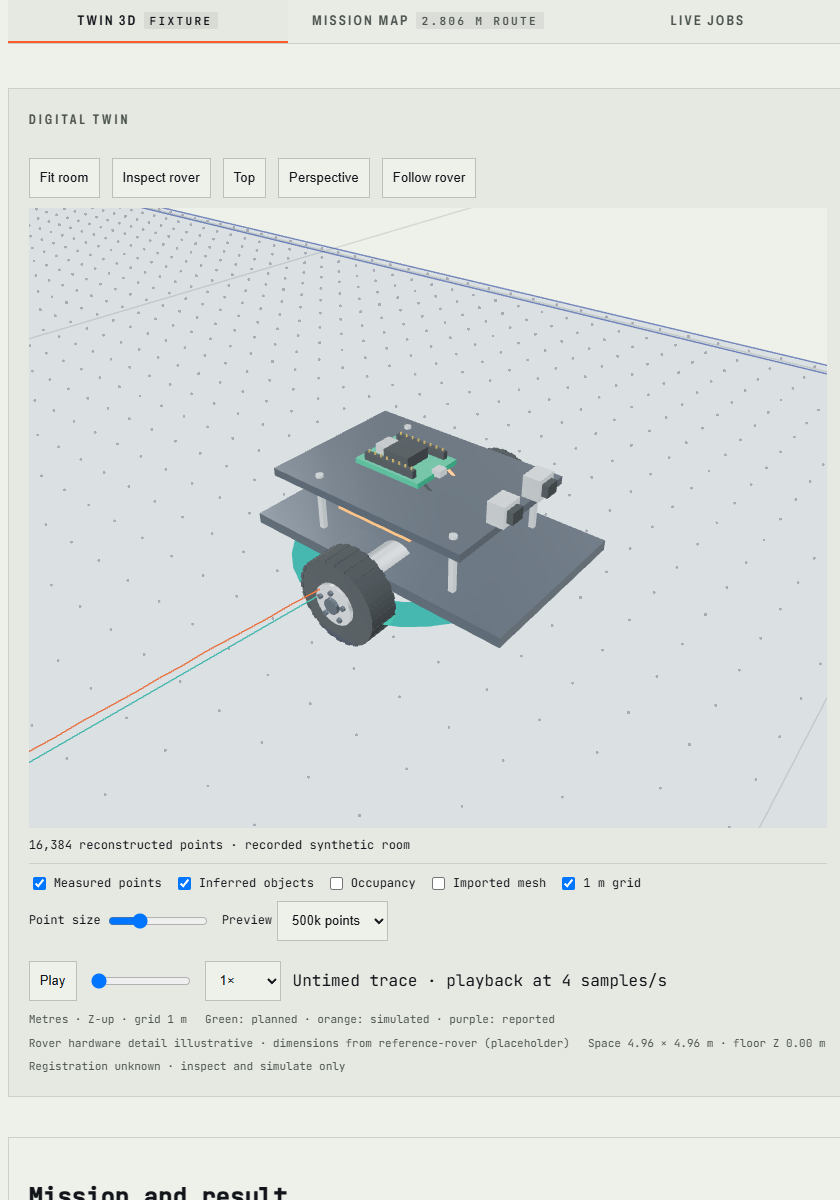 TWIN 3D FIXTURE MISSION MAP 2.806 M ROUTE LIVE JOBS
DIGITAL TWIN
Fit room Inspect rover Top Perspective Follow rover
16,384 reconstructed points · recorded synthetic room
Measured points Inferred objects Occupancy Imported mesh 1 m grid
Point size Preview 500k points
Play 1× Untimed trace · playback at 4 samples/s
Metres · Z-up · grid 1 m Green: planned · orange: simulated · purple: reported
Rover hardware detail illustrative · dimensions from reference-rover (placeholder) Space 4.96 × 4.96 m · floor Z 0.00 m
Registration unknown · inspect and simulate only
Mission and result